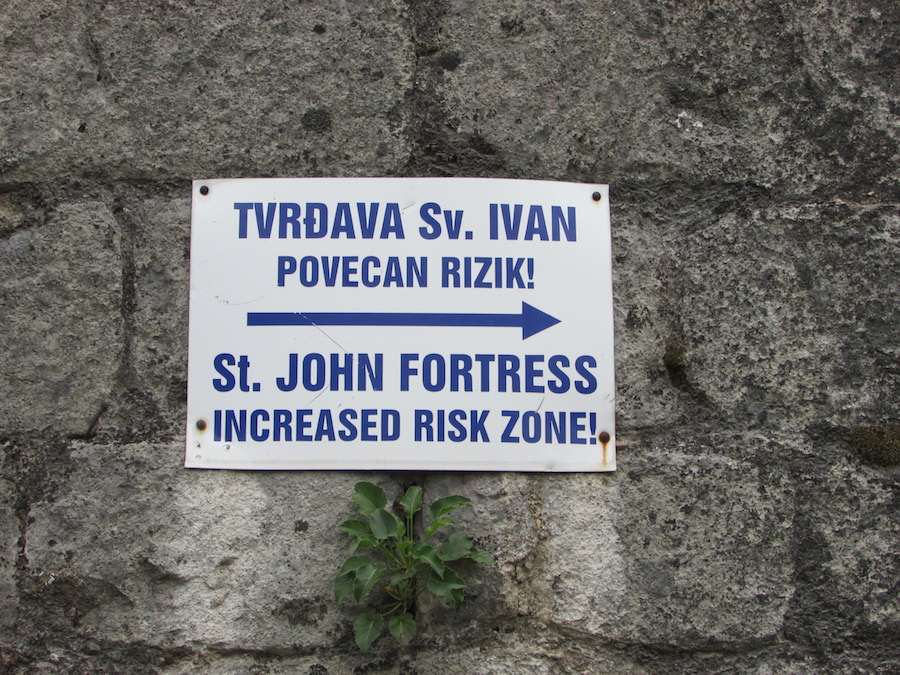 TVRĐAVA Sv. IVAN
POVECAN RIZIK!
St. JOHN FORTRESS
INCREASED RISK ZONE!